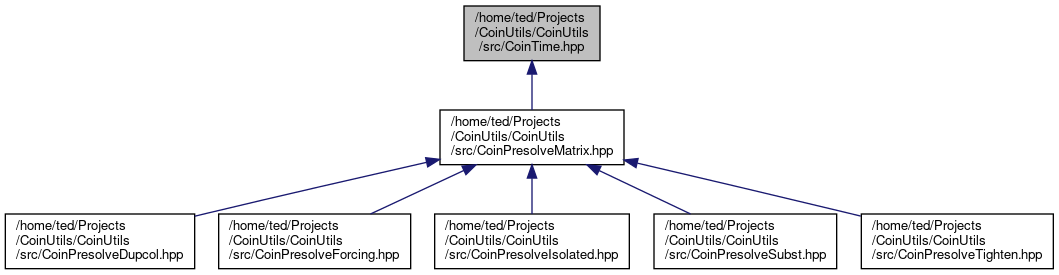 /home/ted/Projects
/CoinUtils/CoinUtils
/src/CoinTime.hpp
/home/ted/Projects
/CoinUtils/CoinUtils
/src/CoinPresolveMatrix.hpp
/home/ted/Projects
/CoinUtils/CoinUtils
/src/CoinPresolveDupcol.hpp
/home/ted/Projects
/CoinUtils/CoinUtils
/src/CoinPresolveForcing.hpp
/home/ted/Projects
/CoinUtils/CoinUtils
/src/CoinPresolveIsolated.hpp
/home/ted/Projects
/CoinUtils/CoinUtils
/src/CoinPresolveSubst.hpp
/home/ted/Projects
/CoinUtils/CoinUtils
/src/CoinPresolveTighten.hpp